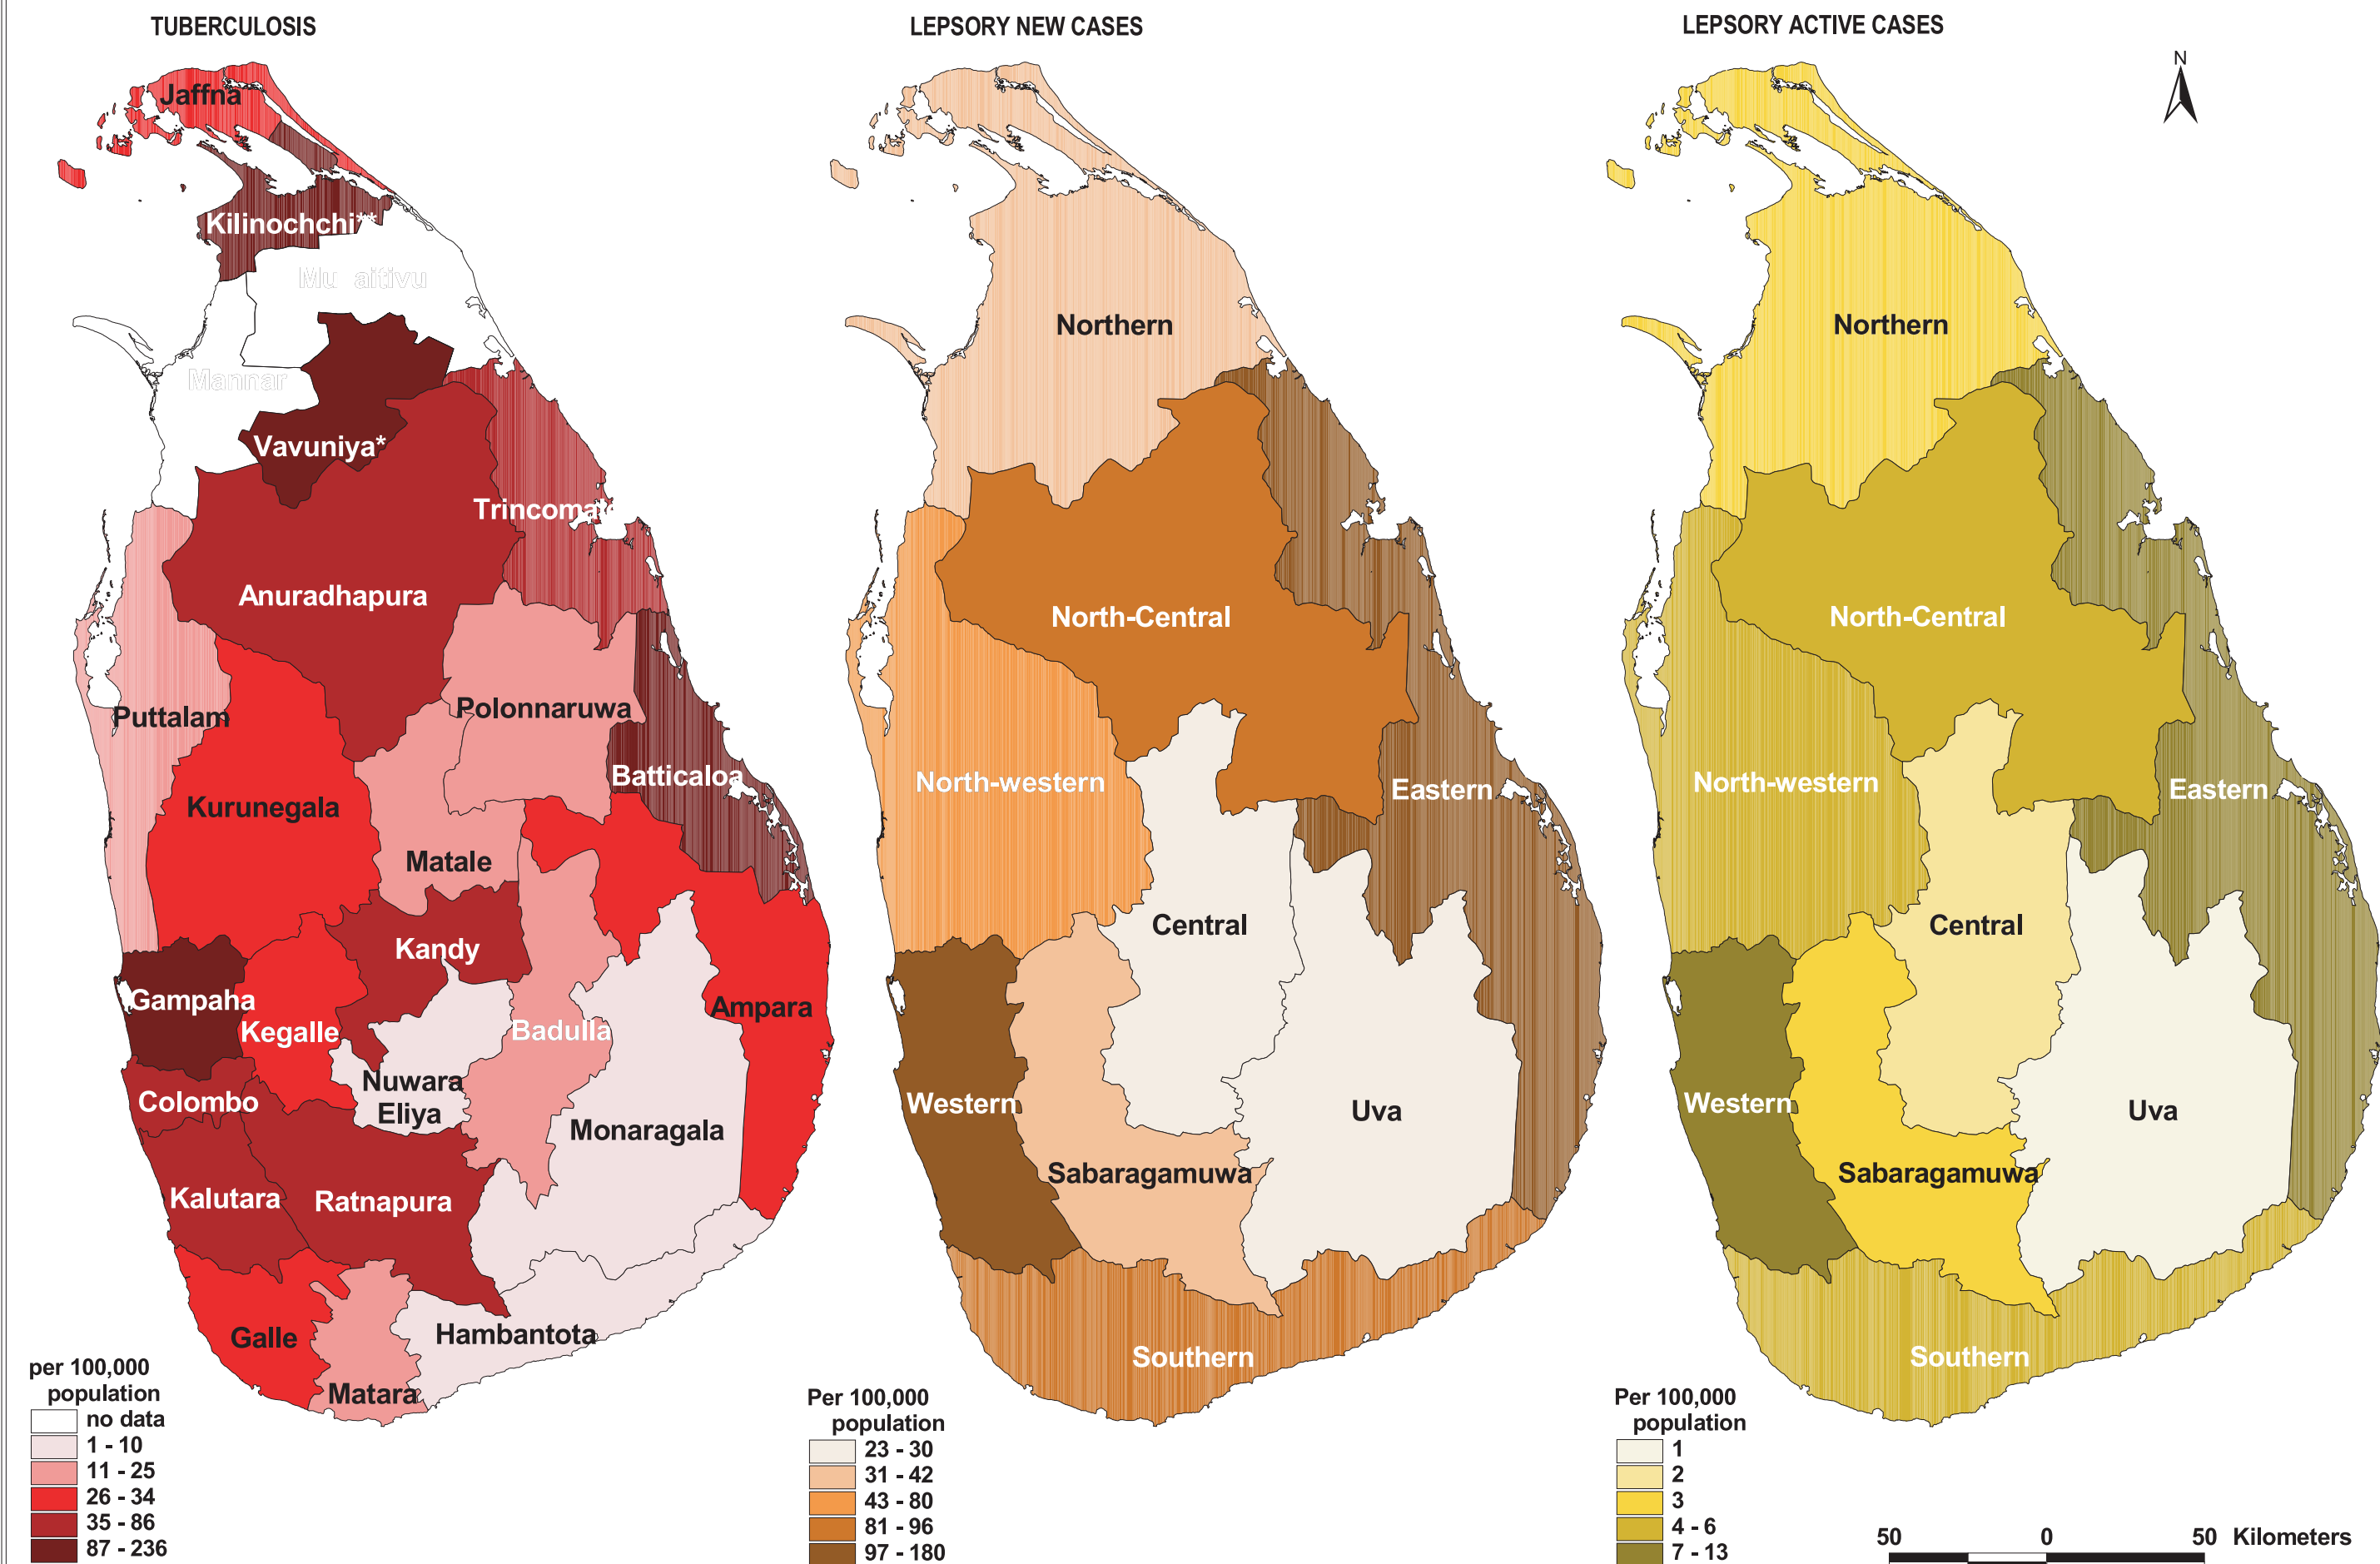 TUBERCULOSIS
LEPSORY NEW CASES
LEPSORY ACTIVE CASES
N
Jaffna
Kilinochchi**
Mu aitivu
Mannar
Vavuniya*
Trincomal
Anuradhapura
Puttalam
Polonnaruwa
Batticaloa
Kurunegala
Matale
Kandy
Gampaha
Kegalle
Badulla
Ampara
Colombo
Nuwara
Eliya
Monaragala
Kalutara
Ratnapura
Galle
Hambantota
Matara
per 100,000
population
no data
1 - 10
11 - 25
26 - 34
35 - 86
87 - 236
Northern
North-Central
North-western
Eastern
Central
Western
Uva
Sabaragamuwa
Southern
Per 100,000
population
23 - 30
31 - 42
43 - 80
81 - 96
97 - 180
Northern
North-Central
North-western
Eastern
Central
Western
Uva
Sabaragamuwa
Southern
Per 100,000
population
1
2
3
4 - 6
7 - 13
50 0 50 Kilometers